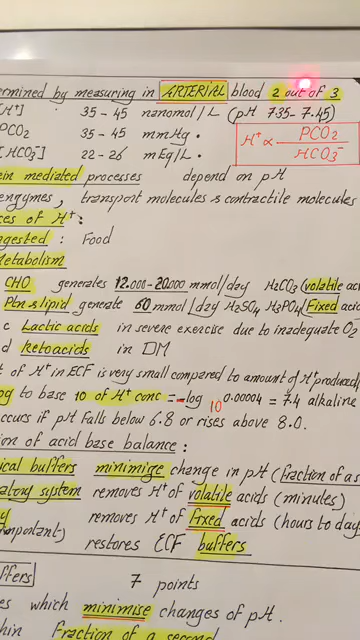 ermined by measuring in ARTERIAL blood 2 out of 3
[H+] 35-45 nanomol/L (pH 7.35-7.45)
PCO2 35-45 mmHg.
[HCO3-] 22-26 mEq/L.
H+ ∝ PCO2 / HCO3-
ein mediated processes depend on pH
enzymes, transport molecules & contractile molecules
ces of H+:
ngested: Food
Metabolism
CHO generates 12.000-20.000 mmol/day H2CO3 (volatile ac
Ptn & lipid generate 60 mmol/day H2SO4 H3PO4 (Fixed ac
c Lactic acids in severe exercise due to inadequate O2
d ketoacids in DM
t of H+ in ECF is very small compared to amount of H+ produced
og to base 10 of H+ conc = -log 10 0.00004 = 7.4 alkaline
occurs if pH Falls below 6.8 or rises above 8.0.
ion of acid base balance:
ical buffers minimize change in pH (fraction of a s
atory system removes H+ of volatile acids (minutes)
y removes H+ of fixed acids (hours to day
important) restores ECF buffers
ffers 7 points
es which minimise changes of pH.
thin fraction of a second